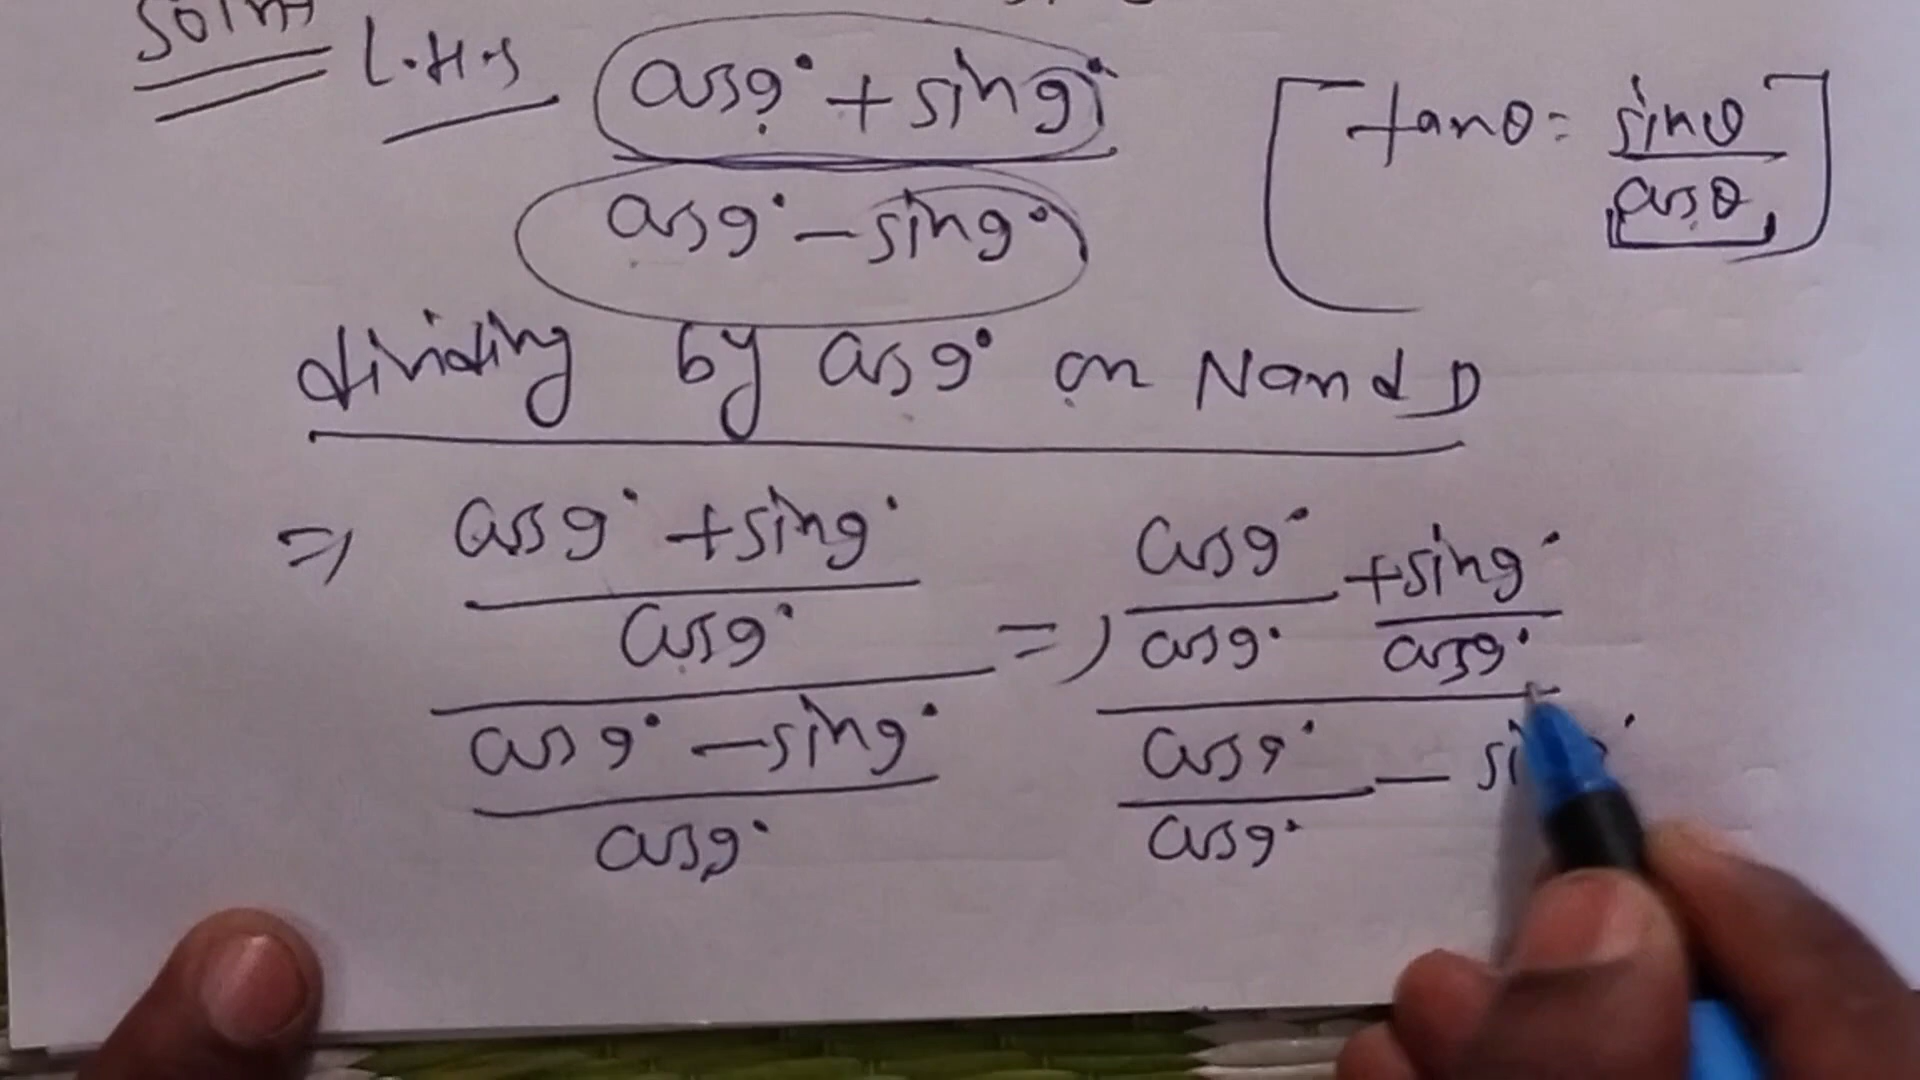 Soln
L.H.S cos9° + sin9°
cos9° - sin9°
[tanθ = sinθ
cosθ]
dividing by cos9° on N and D
=> cos9° + sin9°
cos9°
cos9° - sin9°
cos9°
=> cos9° + sin9°
cos9° cos9°
cos9° -
cos9°